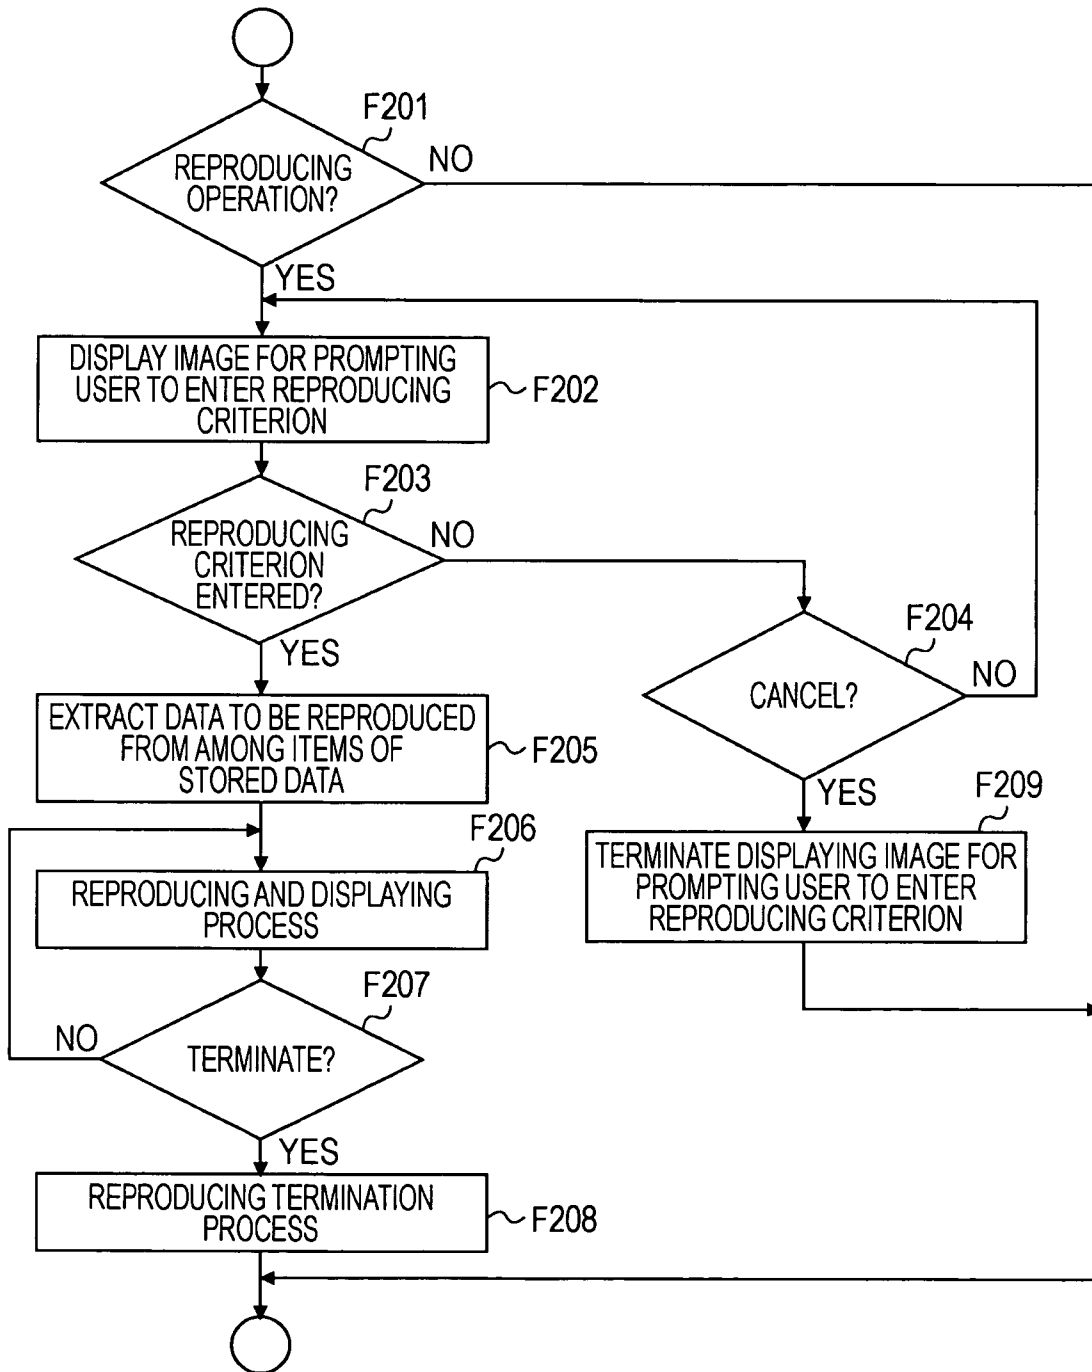 F201
REPRODUCING
OPERATION?
NO
YES
DISPLAY IMAGE FOR PROMPTING
USER TO ENTER REPRODUCING
CRITERION
F202
F203
REPRODUCING
CRITERION
ENTERED?
NO
YES
F204
CANCEL?
NO
YES
EXTRACT DATA TO BE REPRODUCED
FROM AMONG ITEMS OF
STORED DATA
F205
F209
TERMINATE DISPLAYING IMAGE FOR
PROMPTING USER TO ENTER
REPRODUCING CRITERION
F206
REPRODUCING AND DISPLAYING
PROCESS
F207
NO
TERMINATE?
YES
REPRODUCING TERMINATION
PROCESS
F208